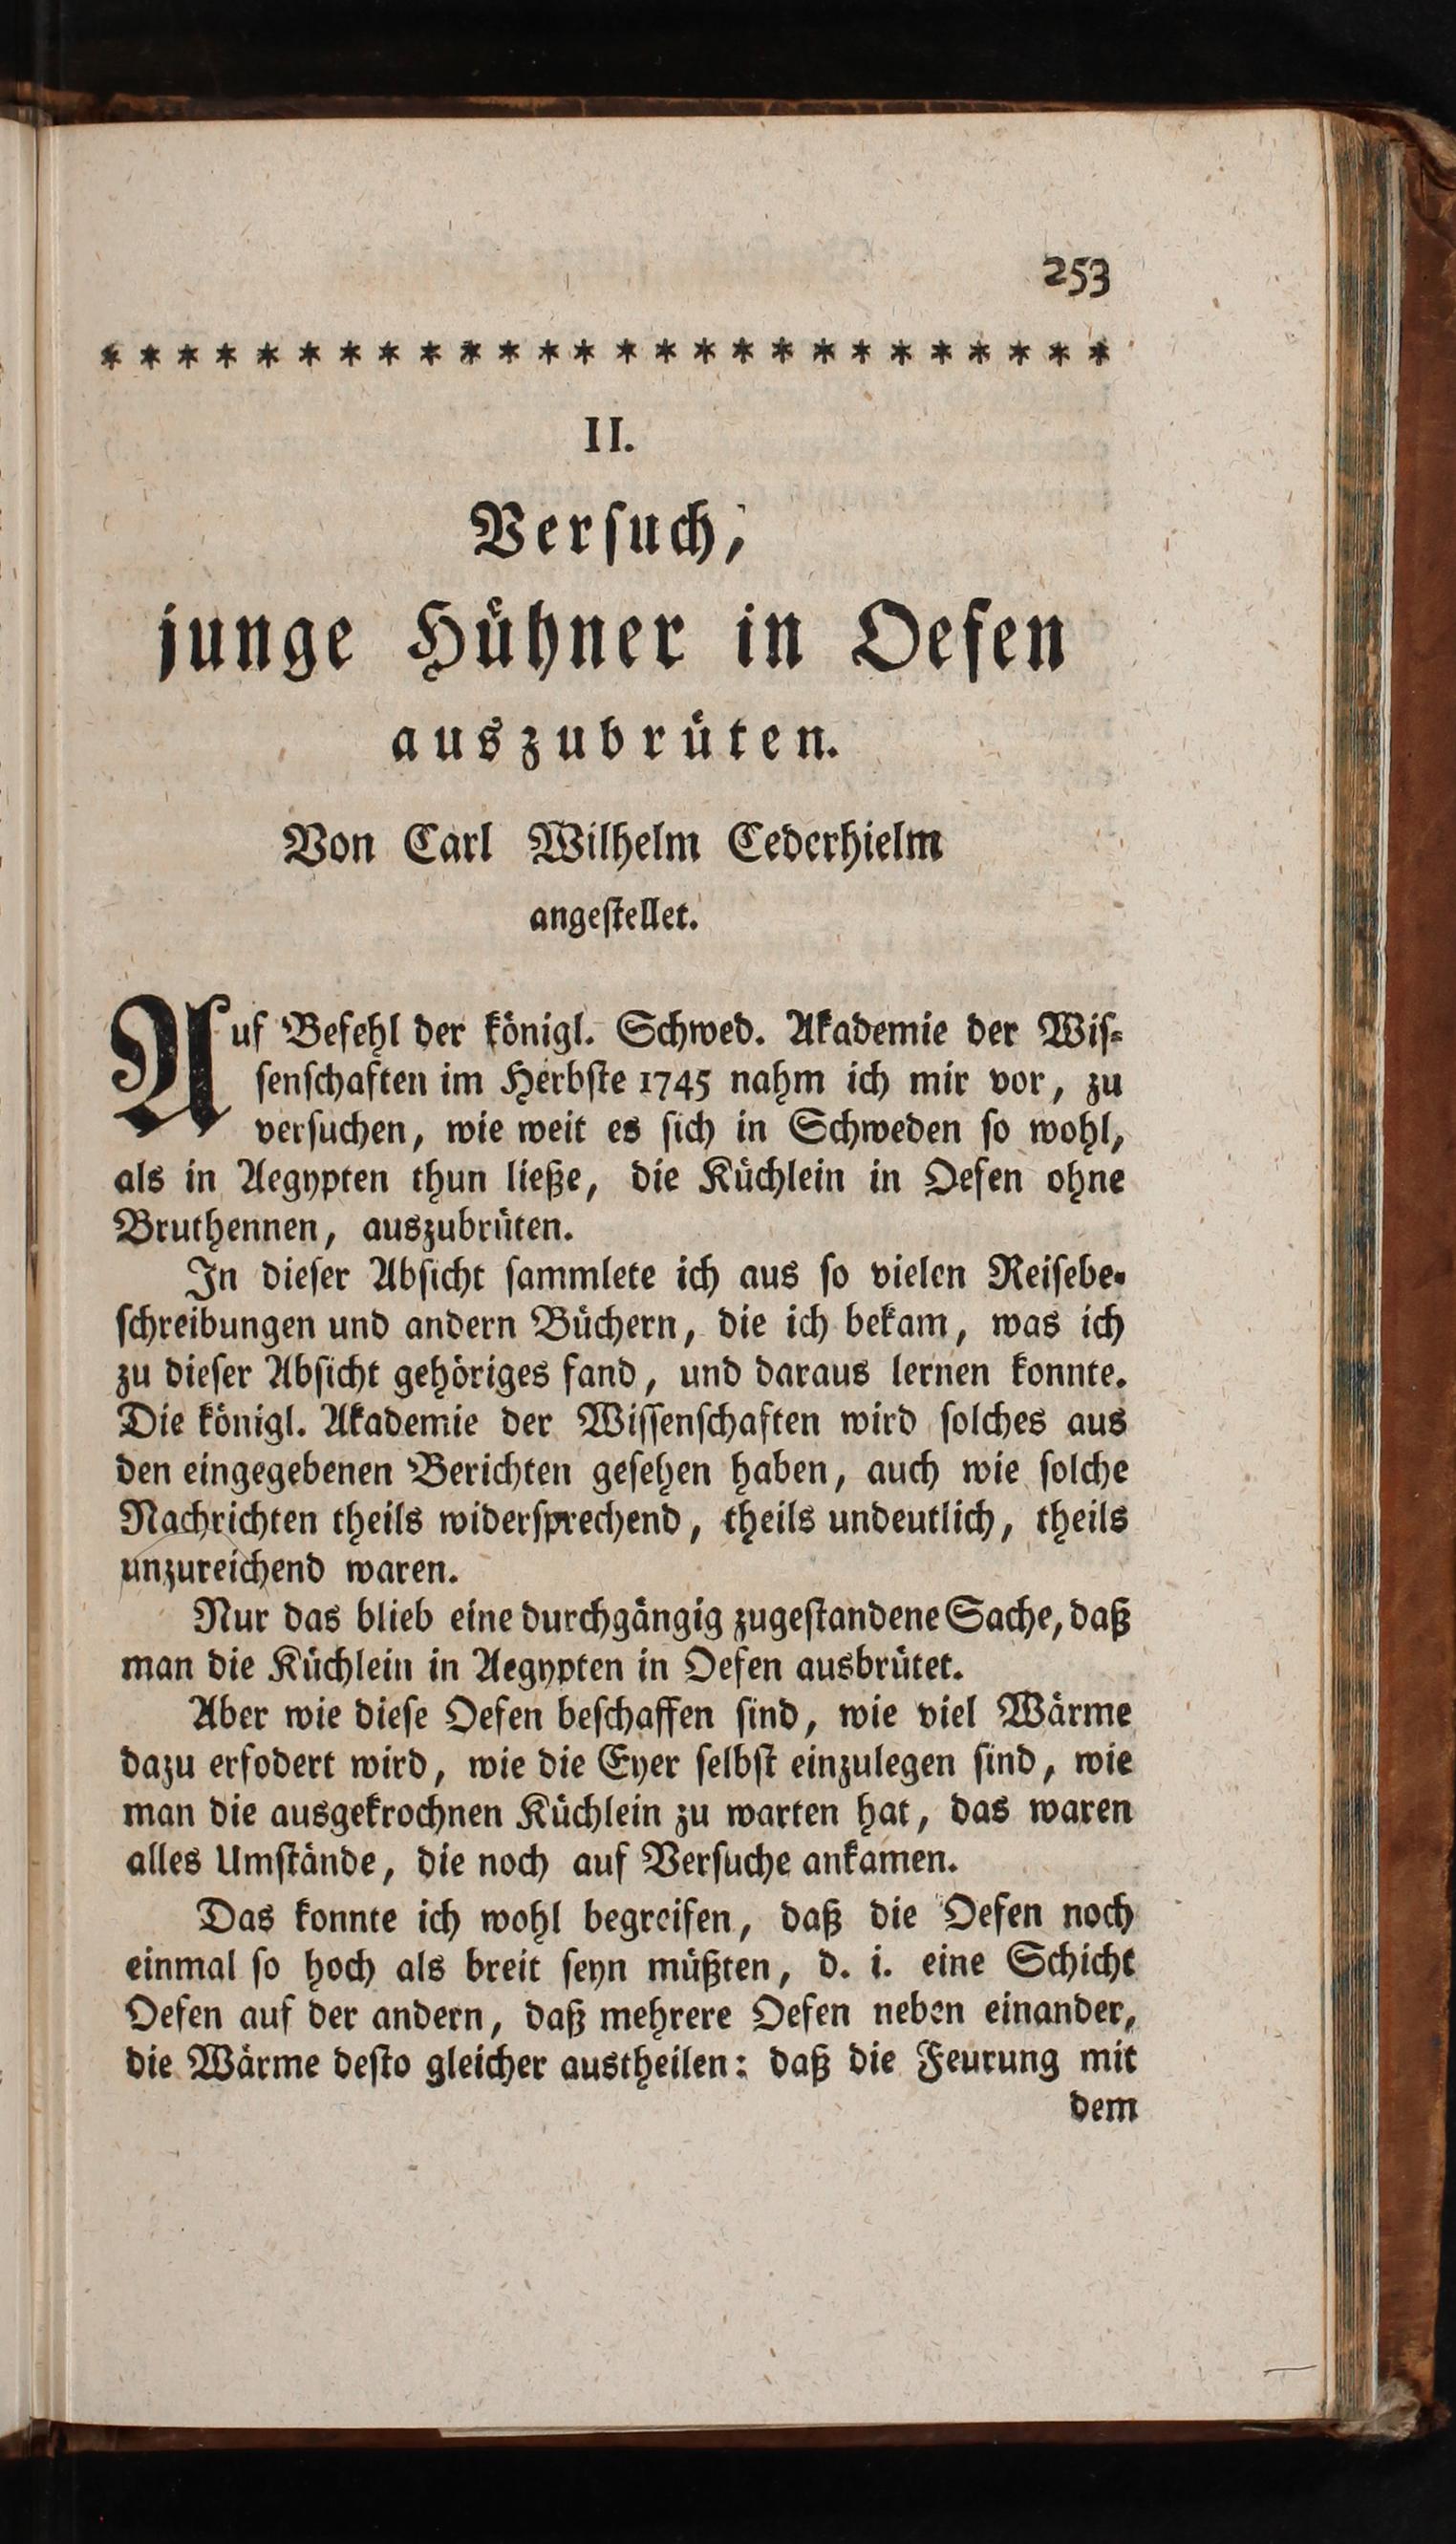 253
* * * * * * * * * * * * * * * * * * * * * * * * * *
II.
Verſuch,
junge Hühner in Oefen
auszubrüten.
Von Carl Wilhelm Cederhielm
angeſtellet.
Auf Befehl der königl. Schwed. Akademie der Wiſ-
ſenſchaften im Herbſte 1745 nahm ich mir vor, zu
verſuchen, wie weit es ſich in Schweden ſo wohl,
als in Aegypten thun ließe, die Küchlein in Oefen ohne
Bruthennen, auszubrüten.
In dieſer Abſicht ſammlete ich aus ſo vielen Reiſebe-
ſchreibungen und andern Büchern, die ich bekam, was ich
zu dieſer Abſicht gehöriges fand, und daraus lernen konnte.
Die königl. Akademie der Wiſſenſchaften wird ſolches aus
den eingegebenen Berichten geſehen haben, auch wie ſolche
Nachrichten theils widerſprechend, theils undeutlich, theils
unzureichend waren.
Nur das blieb eine durchgängig zugeſtandene Sache, daß
man die Küchlein in Aegypten in Oefen ausbrütet.
Aber wie dieſe Oefen beſchaffen ſind, wie viel Wärme
dazu erfodert wird, wie die Eyer ſelbſt einzulegen ſind, wie
man die ausgekrochnen Küchlein zu warten hat, das waren
alles Umſtände, die noch auf Verſuche ankamen.
Das konnte ich wohl begreifen, daß die Oefen noch
einmal ſo hoch als breit ſeyn müßten, d. i. eine Schicht
Oefen auf der andern, daß mehrere Oefen neben einander,
die Wärme deſto gleicher austheilen: daß die Feurung mit
dem